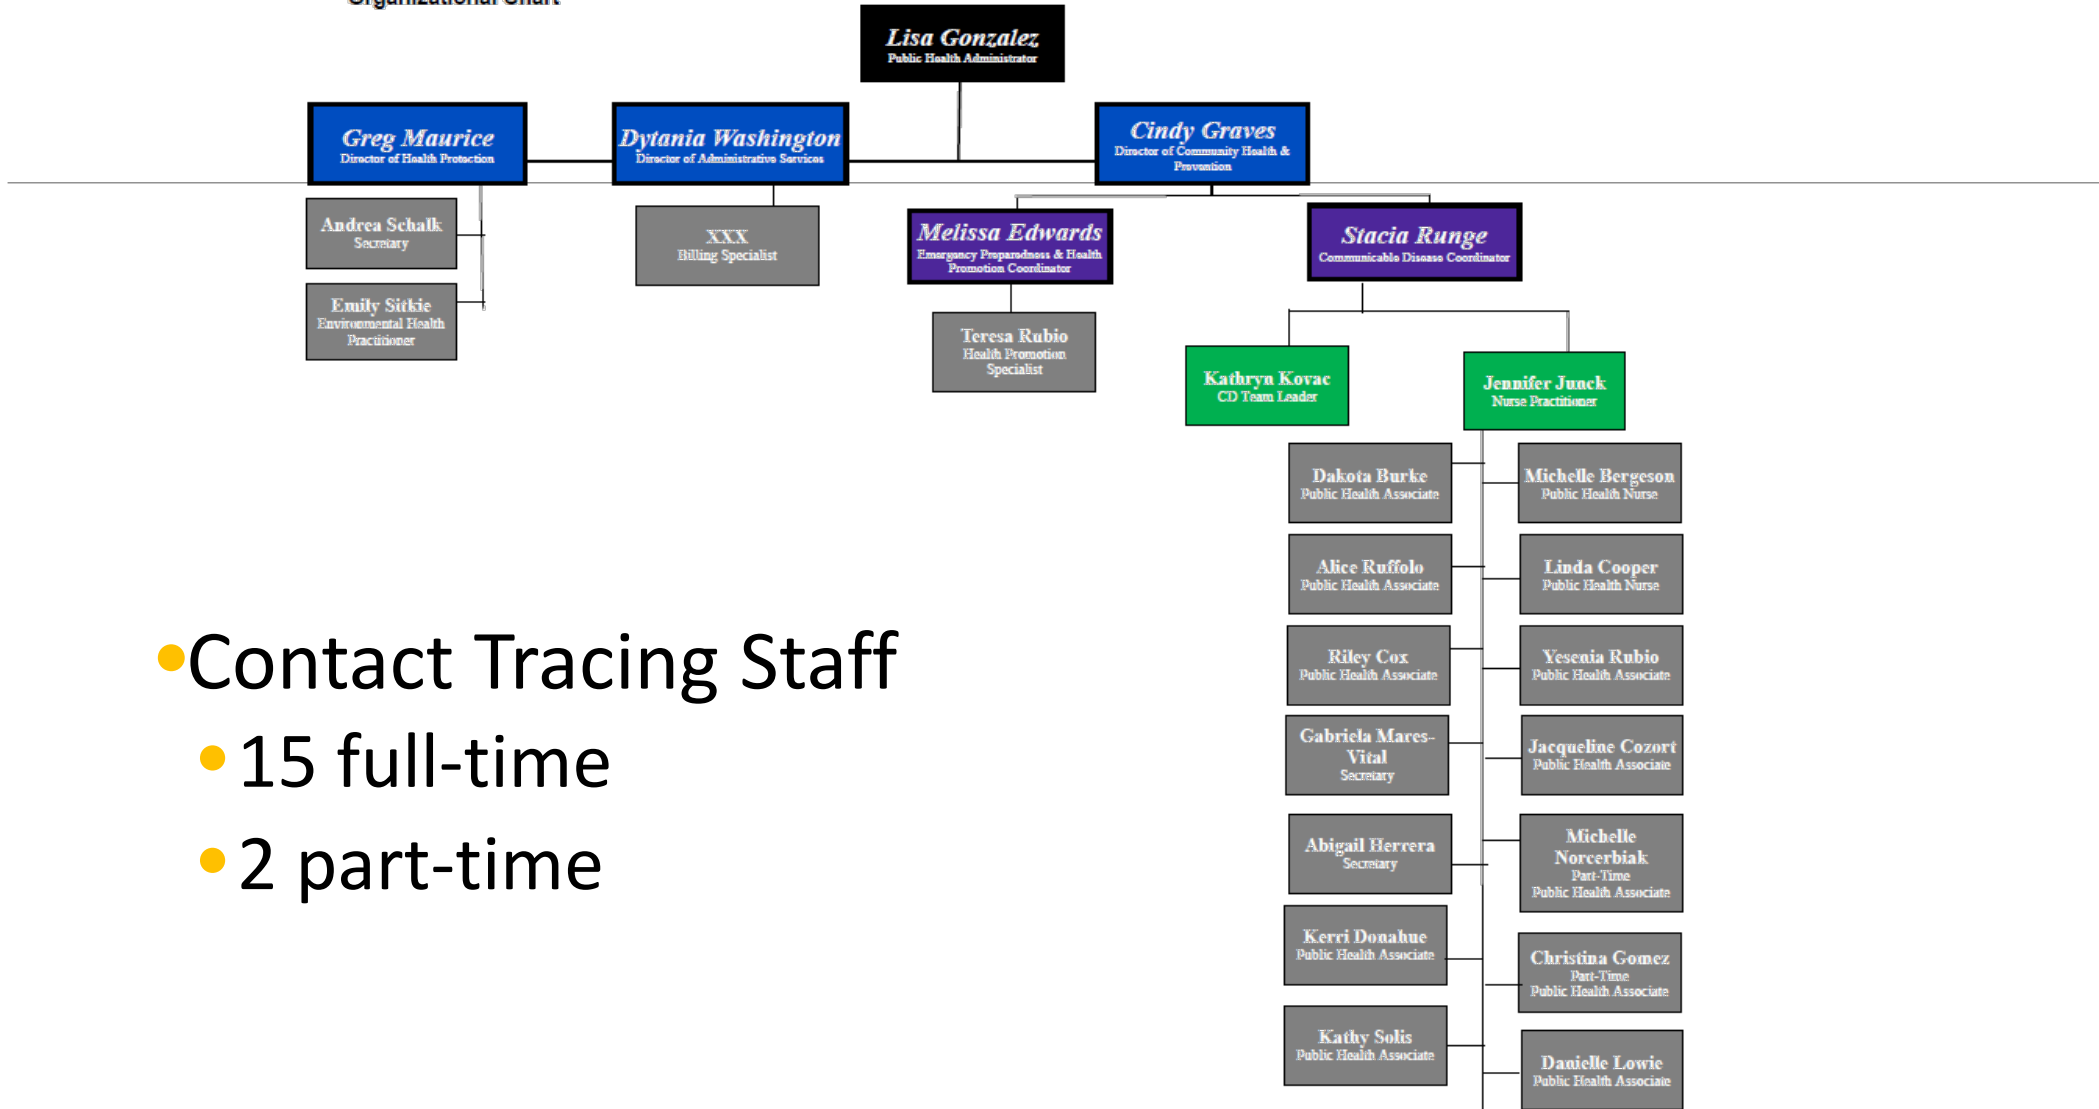 Organizational Chart
Lisa Gonzalez
Public Health Administrator
Greg Maurice
Director of Health Protection
Dytania Washington
Director of Administrative Services
Cindy Graves
Director of Community Health &
Prevention
Andrea Schalk
Secretary
Emily Sitkie
Environmental Health
Practitioner
XXX
Billing Specialist
Melissa Edwards
Emergency Preparedness & Health
Promotion Coordinator
Stacia Runge
Communicable Disease Coordinator
Teresa Rubio
Health Promotion
Specialist
Kathryn Kovac
CD Team Leader
Jennifer Junck
Nurse Practitioner
Dakota Burke
Public Health Associate
Michelle Bergeson
Public Health Nurse
Alice Ruffolo
Public Health Associate
Linda Cooper
Public Health Nurse
Riley Cox
Public Health Associate
Yesenia Rubio
Public Health Associate
Gabriela Mares-
Vital
Secretary
Jacqueline Cozort
Public Health Associate
Abigail Herrera
Secretary
Michelle
Norcerbiak
Part-Time
Public Health Associate
Kerri Donahue
Public Health Associate
Christina Gomez
Part-Time
Public Health Associate
Kathy Solis
Public Health Associate
Danielle Lowie
Public Health Associate
•Contact Tracing Staff
•15 full-time
•2 part-time